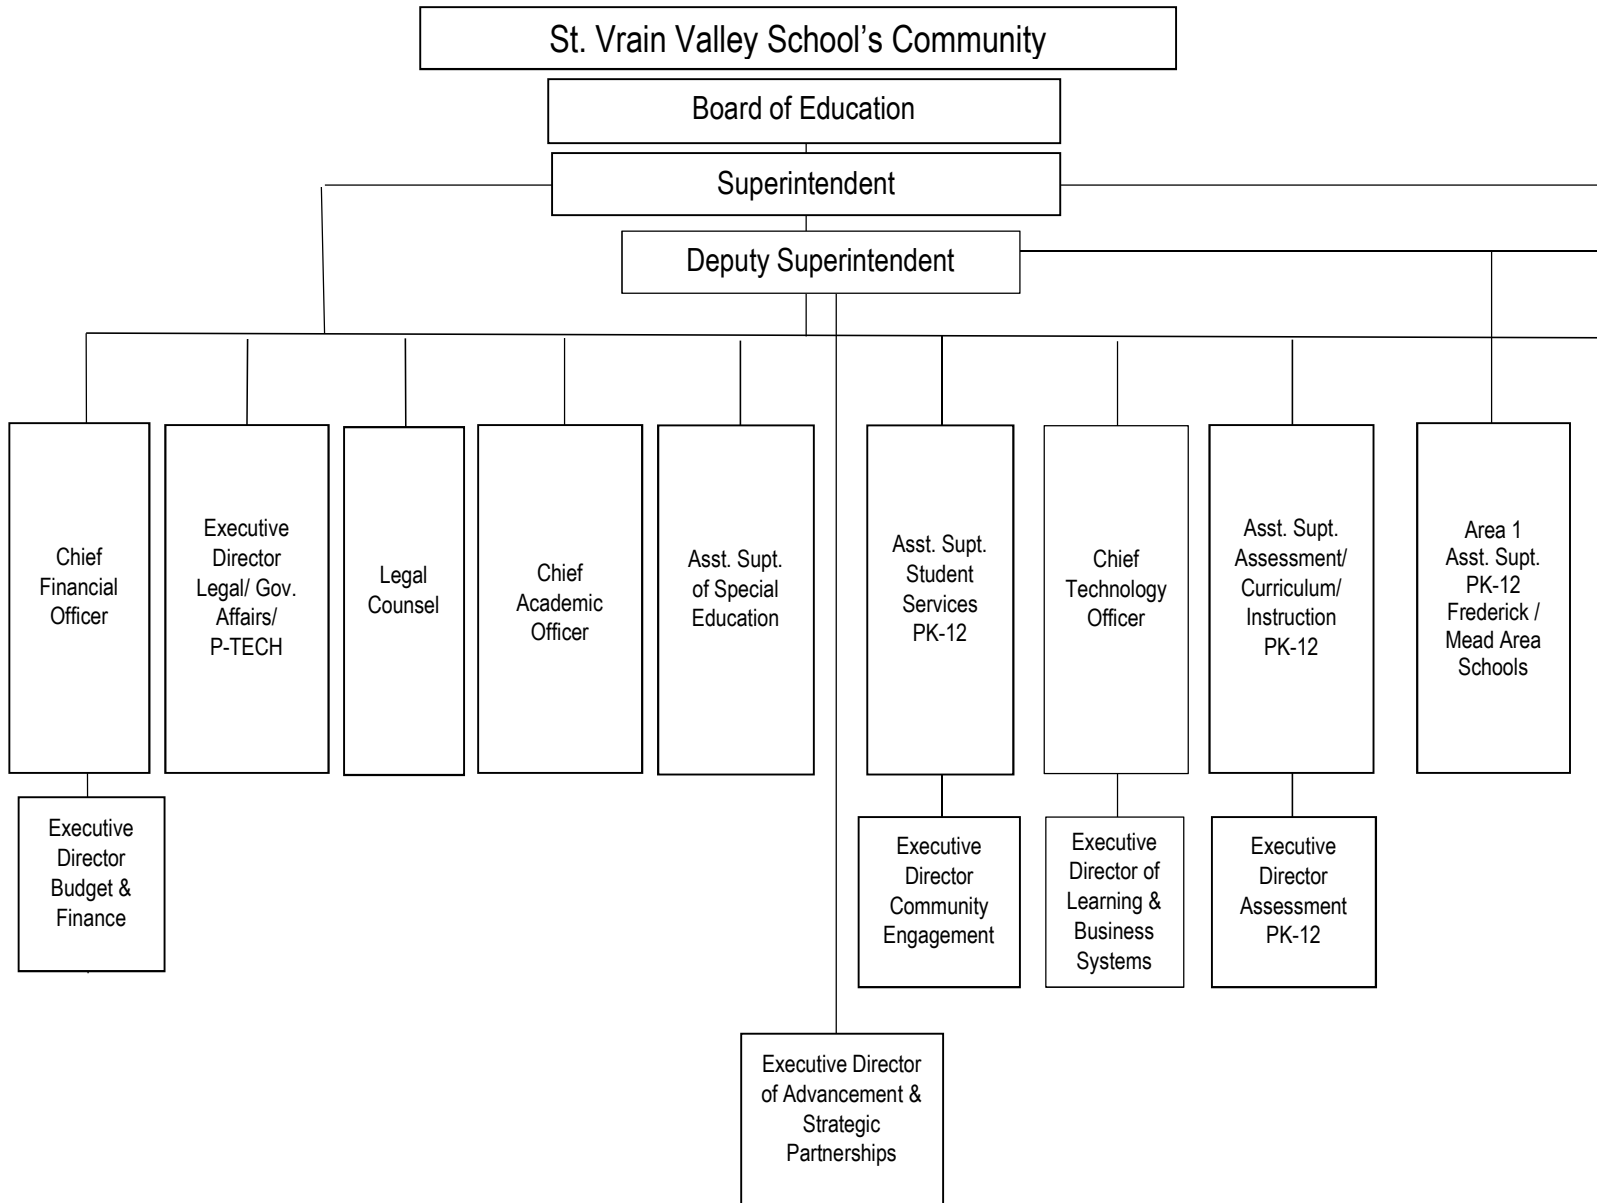 St. Vrain Valley School's Community
Board of Education
Superintendent
Deputy Superintendent
Chief
Financial
Officer
Executive
Director
Legal/ Gov.
Affairs/
P-TECH
Legal
Counsel
Chief
Academic
Officer
Asst. Supt.
of Special
Education
Asst. Supt.
Student
Services
PK-12
Chief
Technology
Officer
Asst. Supt.
Assessment/
Curriculum/
Instruction
PK-12
Area 1
Asst. Supt.
PK-12
Frederick /
Mead Area
Schools
Executive
Director
Budget &
Finance
Executive
Director
Community
Engagement
Executive
Director of
Learning &
Business
Systems
Executive
Director
Assessment
PK-12
Executive Director
of Advancement &
Strategic
Partnerships